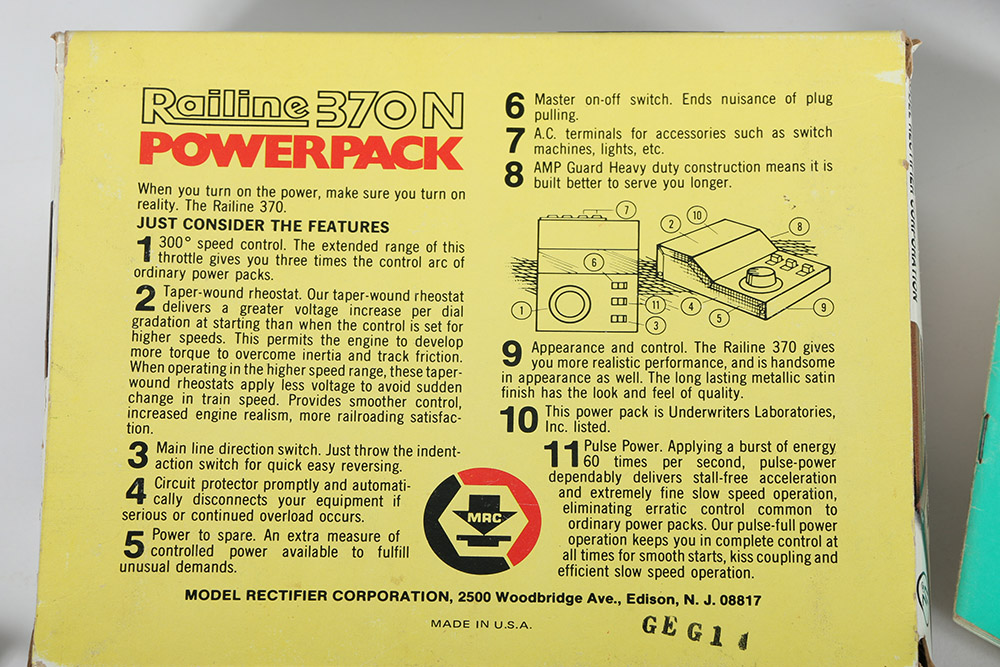 Railine 370N
POWERPACK
When you turn on the power, make sure you turn on
reality. The Railine 370.
JUST CONSIDER THE FEATURES
1 300° speed control. The extended range of this
throttle gives you three times the control arc of
ordinary power packs.
2 Taper-wound rheostat. Our taper-wound rheostat
delivers a greater voltage increase per dial
gradation at starting than when the control is set for
higher speeds. This permits the engine to develop
more torque to overcome inertia and track friction.
When operating in the higher speed range, these taper-
wound rheostats apply less voltage to avoid sudden
change in train speed. Provides smoother control,
increased engine realism, more railroading satisfac-
tion.
3 Main line direction switch. Just throw the indent-
action switch for quick easy reversing.
4 Circuit protector promptly and automati-
cally disconnects your equipment if
serious or continued overload occurs.
5 Power to spare. An extra measure of
controlled power available to fulfill
unusual demands.
6 Master on-off switch. Ends nuisance of plug
pulling.
7 A.C. terminals for accessories such as switch
machines, lights, etc.
8 AMP Guard Heavy duty construction means it is
built better to serve you longer.
7
6
1
11
3
10
2
8
4
5
9
9 Appearance and control. The Railine 370 gives
you more realistic performance, and is handsome
in appearance as well. The long lasting metallic satin
finish has the look and feel of quality.
10 This power pack is Underwriters Laboratories,
Inc. listed.
11 Pulse Power. Applying a burst of energy
60 times per second, pulse-power
dependably delivers stall-free acceleration
and extremely fine slow speed operation,
eliminating erratic control common to
ordinary power packs. Our pulse-full power
operation keeps you in complete control at
all times for smooth starts, kiss coupling and
efficient slow speed operation.
MRC
MODEL RECTIFIER CORPORATION, 2500 Woodbridge Ave., Edison, N. J. 08817
MADE IN U.S.A.
GEG11